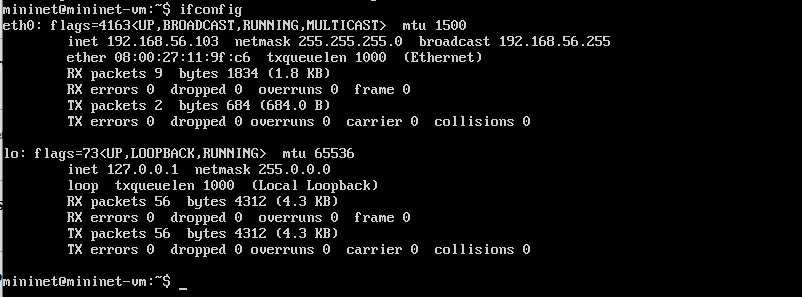 mininet@mininet-vm:~$ ifconfig
eth0: flags=4163<UP,BROADCAST,RUNNING,MULTICAST>  mtu 1500
        inet 192.168.56.103  netmask 255.255.255.0  broadcast 192.168.56.255
        ether 08:00:27:11:9f:c6  txqueuelen 1000  (Ethernet)
        RX packets 9  bytes 1834 (1.8 KB)
        RX errors 0  dropped 0  overruns 0  frame 0
        TX packets 2  bytes 684 (684.0 B)
        TX errors 0  dropped 0 overruns 0  carrier 0  collisions 0
lo: flags=73<UP,LOOPBACK,RUNNING>  mtu 65536
        inet 127.0.0.1  netmask 255.0.0.0
        loop  txqueuelen 1000  (Local Loopback)
        RX packets 56  bytes 4312 (4.3 KB)
        RX errors 0  dropped 0  overruns 0  frame 0
        TX packets 56  bytes 4312 (4.3 KB)
        TX errors 0  dropped 0 overruns 0  carrier 0  collisions 0
mininet@mininet-vm:~$ _